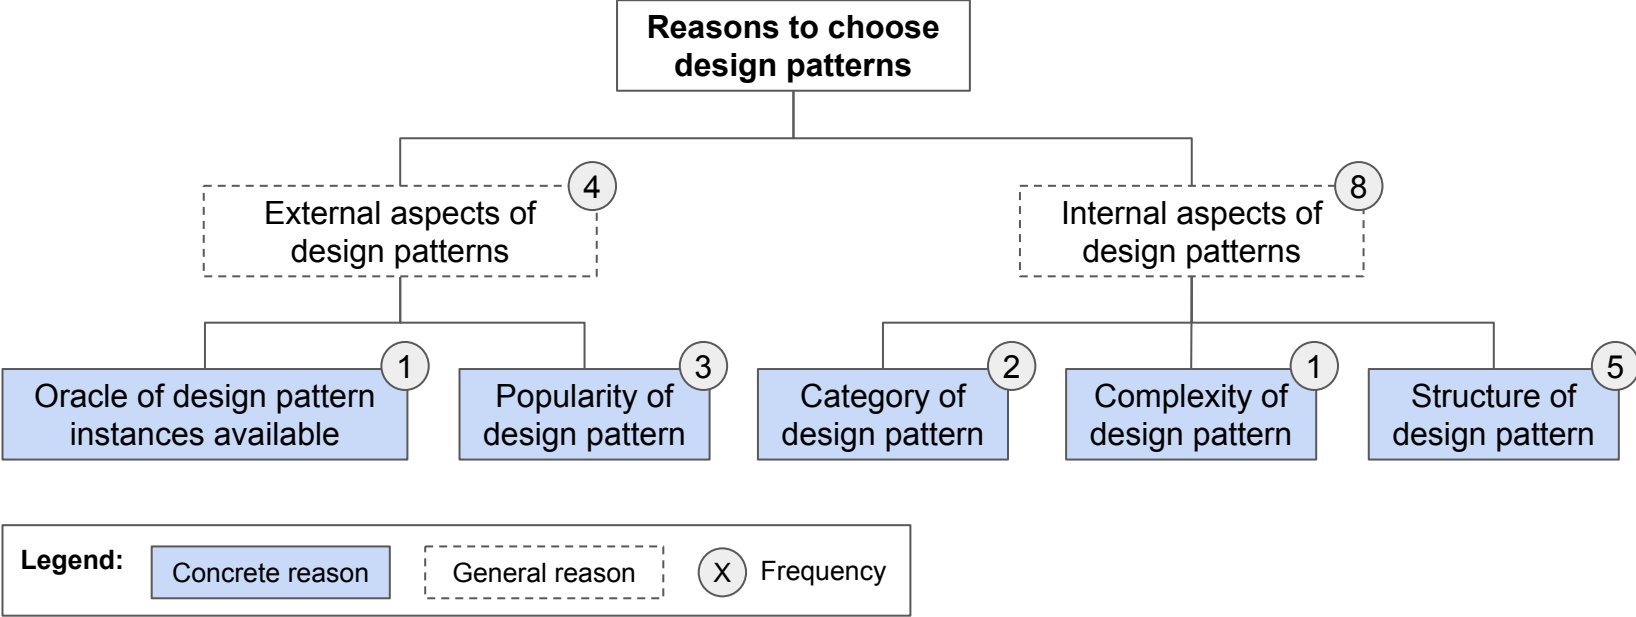 Reasons to choose
design patterns
4
External aspects of
design patterns
8
Internal aspects of
design patterns
1
Oracle of design pattern
instances available
3
Popularity of
design pattern
2
Category of
design pattern
1
Complexity of
design pattern
5
Structure of
design pattern
Legend:
Concrete reason
General reason
X
Frequency